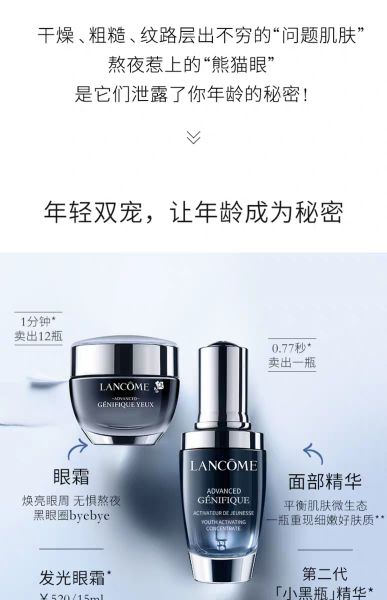 干燥、粗糙、纹路层出不穷的“问题肌肤”
熬夜惹上的“熊猫眼”
是它们泄露了你年龄的秘密！
年轻双宠，让年龄成为秘密
1分钟*
卖出12瓶
0.77秒*
卖出一瓶
LANCÔME
-ADVANCED-
GÉNIFIQUE YEUX
LANCÔME
ADVANCED
GÉNIFIQUE
ACTIVATEUR DE JEUNESSE
YOUTH ACTIVATING
CONCENTRATE
眼霜
焕亮眼周 无惧熬夜
黑眼圈byebye
面部精华
平衡肌肤微生态
一瓶重现细嫩好肤质**
发光眼霜*
￥520/15ml
第二代
「小黑瓶」精华*